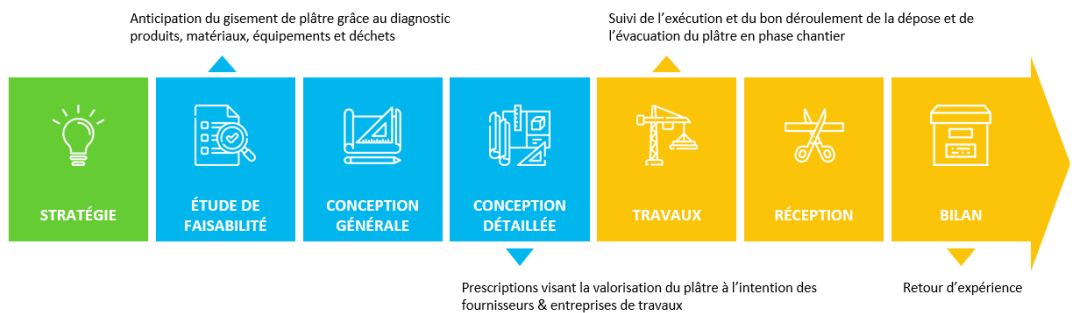 Anticipation du gisement de plâtre grâce au diagnostic
produits, matériaux, équipements et déchets
Suivi de l’exécution et du bon déroulement de la dépose et de
l’évacuation du plâtre en phase chantier
STRATÉGIE
ÉTUDE DE
FAISABILITÉ
CONCEPTION
GÉNÉRALE
CONCEPTION
DÉTAILLÉE
TRAVAUX
RÉCEPTION
BILAN
Prescriptions visant la valorisation du plâtre à l’intention des
fournisseurs & entreprises de travaux
Retour d’expérience